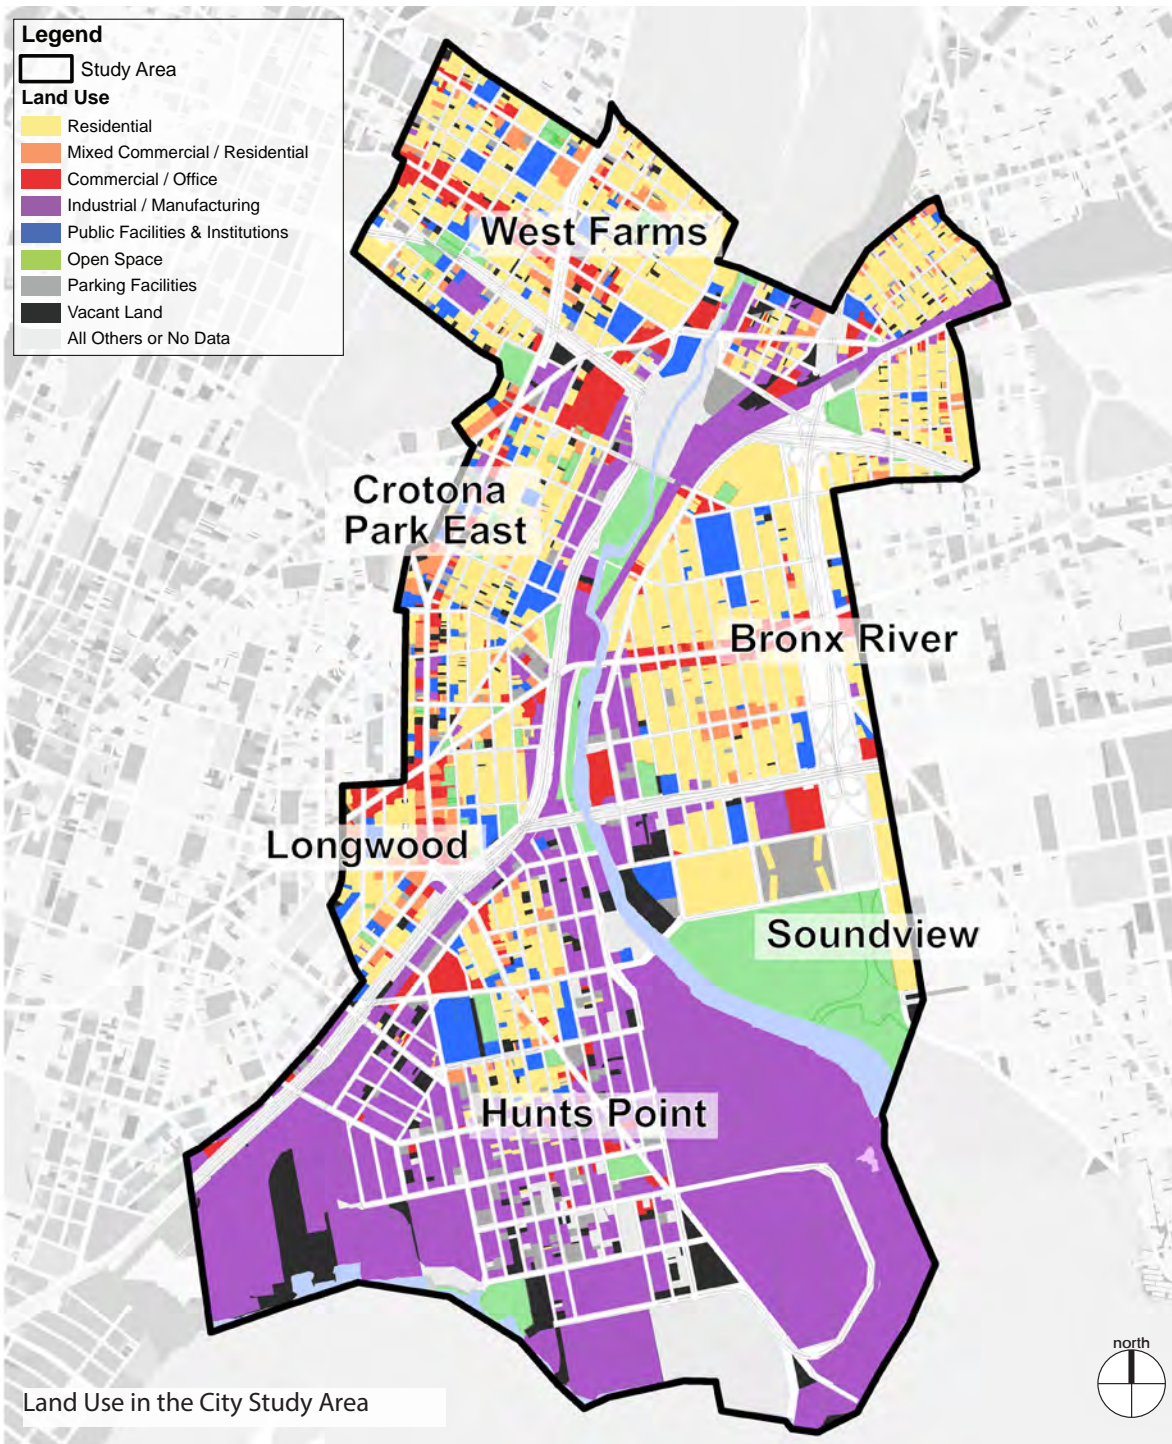 Legend
Study Area
Land Use
Residential
Mixed Commercial / Residential
Commercial / Office
Industrial / Manufacturing
Public Facilities & Institutions
Open Space
Parking Facilities
Vacant Land
All Others or No Data
West Farms
Crotona
Park East
Bronx River
Longwood
Soundview
Hunts Point
north
Land Use in the City Study Area